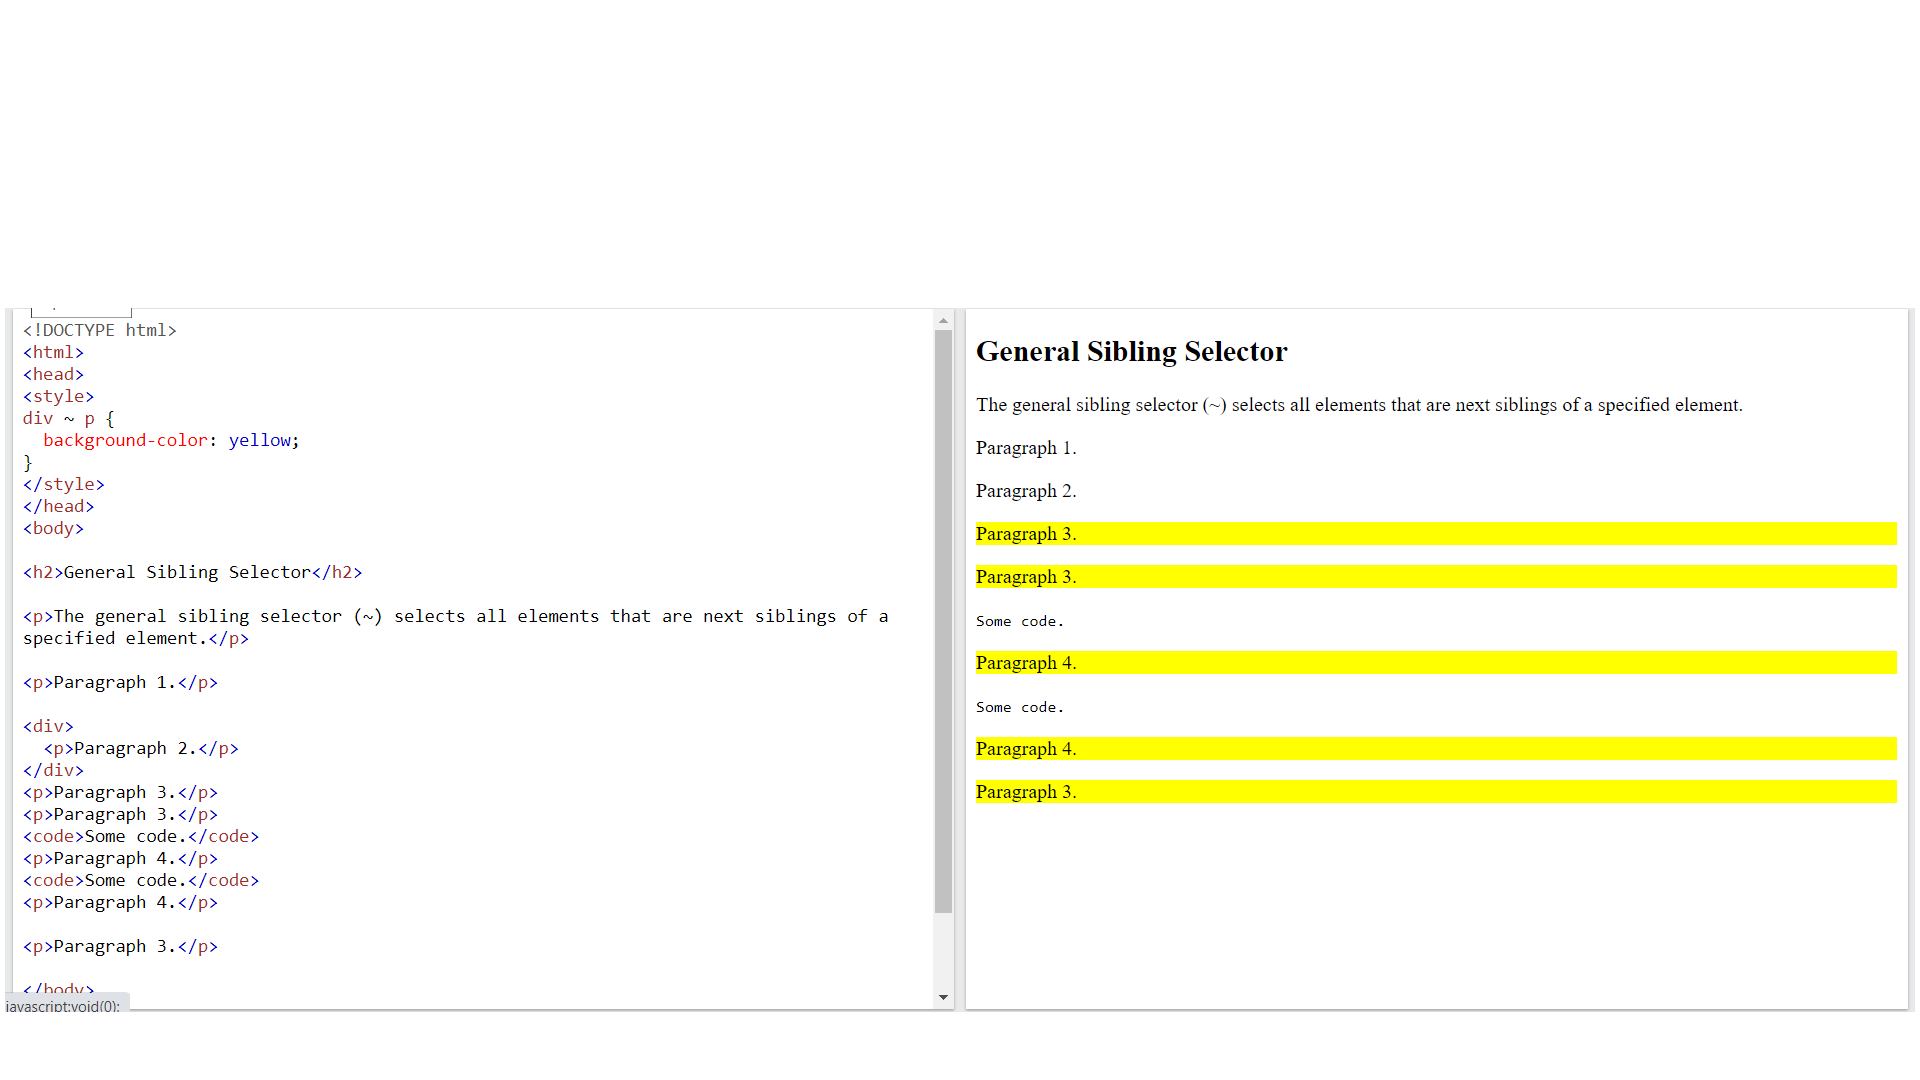 <!DOCTYPE html>
<html>
<head>
<style>
div ~ p {
  background-color: yellow;
}
</style>
</head>
<body>
<h2>General Sibling Selector</h2>
<p>The general sibling selector (~) selects all elements that are next siblings of a
specified element.</p>
<p>Paragraph 1.</p>
<div>
  <p>Paragraph 2.</p>
</div>
<p>Paragraph 3.</p>
<p>Paragraph 3.</p>
<code>Some code.</code>
<p>Paragraph 4.</p>
<code>Some code.</code>
<p>Paragraph 4.</p>
<p>Paragraph 3.</p>
</body>
javascript:void(0);
General Sibling Selector
The general sibling selector (~) selects all elements that are next siblings of a specified element.
Paragraph 1.
Paragraph 2.
Paragraph 3.
Paragraph 3.
Some code.
Paragraph 4.
Some code.
Paragraph 4.
Paragraph 3.